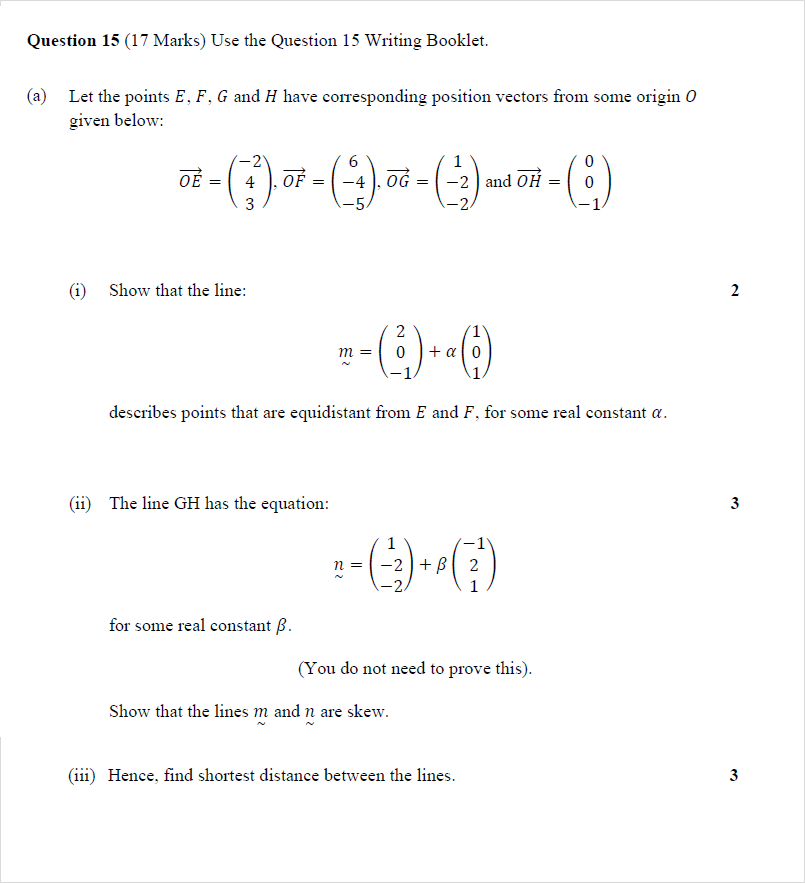 Question 15 (17 Marks) Use the Question 15 Writing Booklet.
(a) Let the points E, F, G and H have corresponding position vectors from some origin O
given below:
$\overrightarrow{OE} = \begin{pmatrix} -2 \\ 4 \\ 3 \end{pmatrix}, \overrightarrow{OF} = \begin{pmatrix} 6 \\ -4 \\ -5 \end{pmatrix}, \overrightarrow{OG} = \begin{pmatrix} 1 \\ -2 \\ -2 \end{pmatrix}$ and $\overrightarrow{OH} = \begin{pmatrix} 0 \\ 0 \\ -1 \end{pmatrix}$
(i) Show that the line: 2
$\underset{\sim}{m} = \begin{pmatrix} 2 \\ 0 \\ -1 \end{pmatrix} + \alpha \begin{pmatrix} 1 \\ 0 \\ 1 \end{pmatrix}$
describes points that are equidistant from E and F, for some real constant α.
(ii) The line GH has the equation: 3
$\underset{\sim}{n} = \begin{pmatrix} 1 \\ -2 \\ -2 \end{pmatrix} + \beta \begin{pmatrix} -1 \\ 2 \\ 1 \end{pmatrix}$
for some real constant β.
(You do not need to prove this).
Show that the lines $\underset{\sim}{m}$ and $\underset{\sim}{n}$ are skew.
(iii) Hence, find shortest distance between the lines. 3